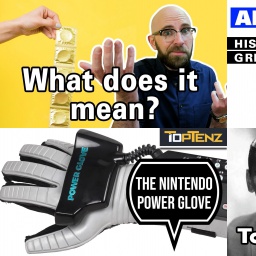 What does it
mean?
TOPTENZ
POWER GLOVE
THE NINTENDO
POWER GLOVE
HIS
GRE
To